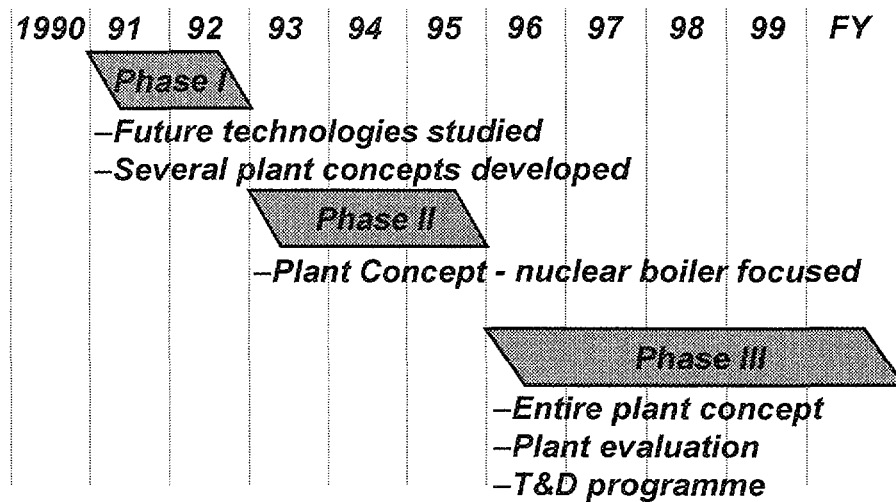 1990 91 92 93 94 95 96 97 98 99 FY
Phase I
–Future technologies studied
–Several plant concepts developed
Phase II
–Plant Concept - nuclear boiler focused
Phase III
–Entire plant concept
–Plant evaluation
–T&D programme